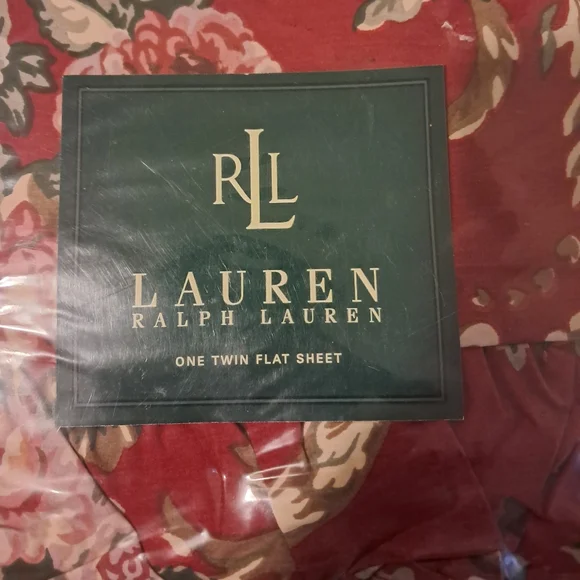 RLL
LAUREN
RALPH LAUREN
ONE TWIN FLAT SHEET